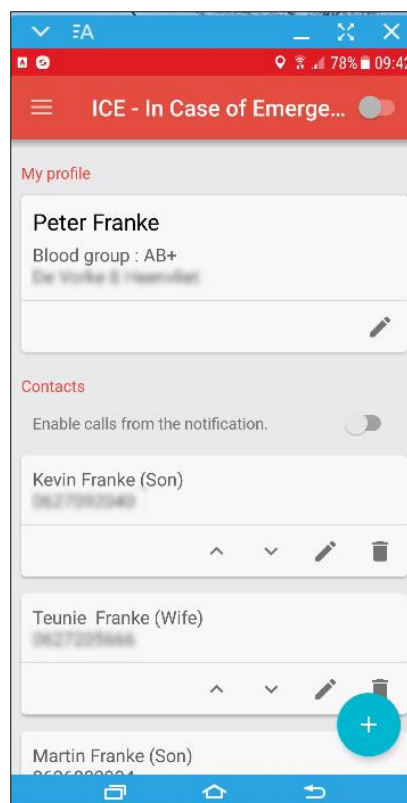 78% 09:42
ICE - In Case of Emerge...
My profile
Peter Franke
Blood group : AB+
Contacts
Enable calls from the notification.
Kevin Franke (Son)
Teunie Franke (Wife)
+
Martin Franke (Son)